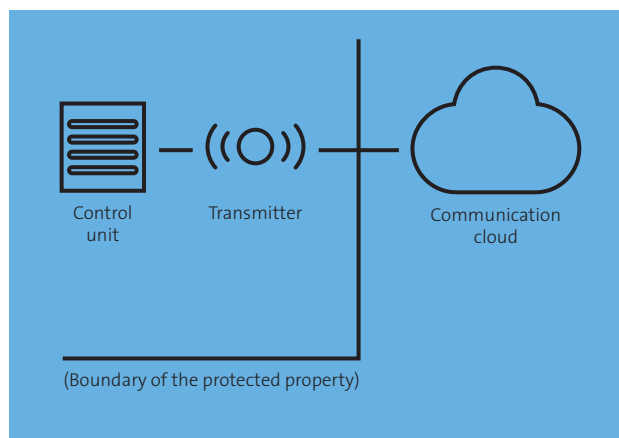 Control
unit
Transmitter
Communication
cloud
(Boundary of the protected property)